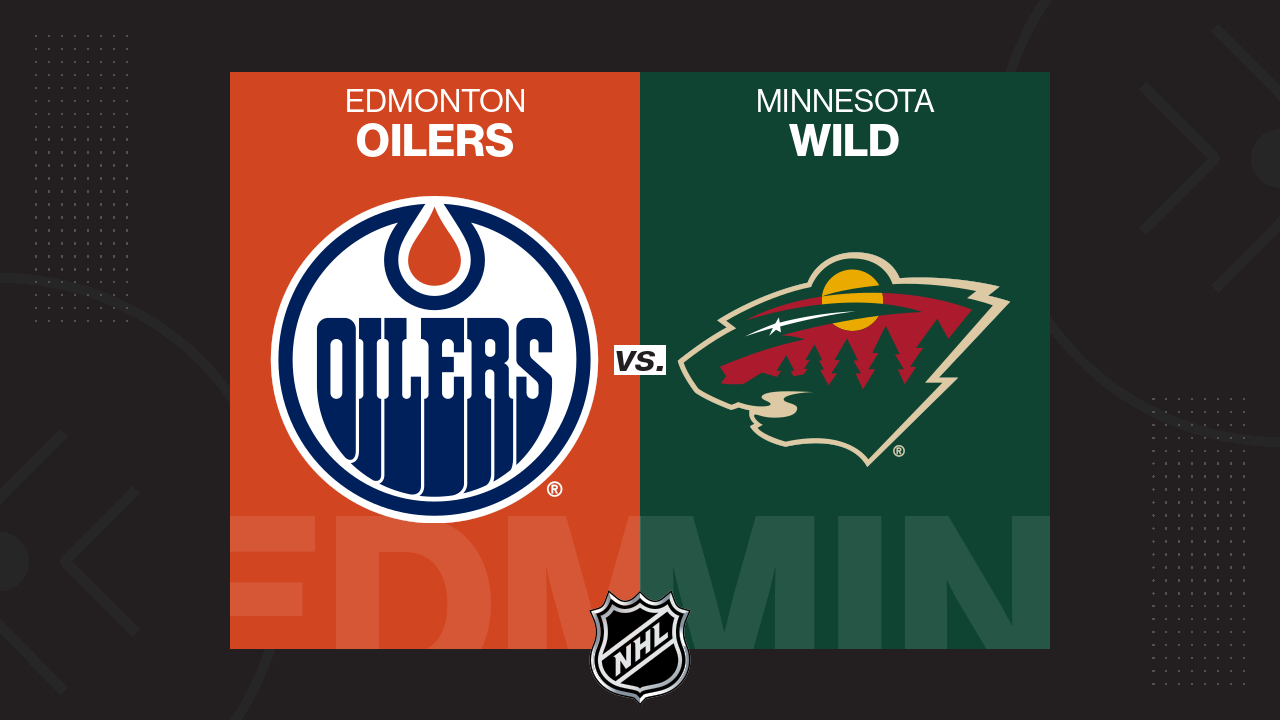 EDMONTON
OILERS
MINNESOTA
WILD
OILERS
®
vs.
®
EDM
MIN
NHL